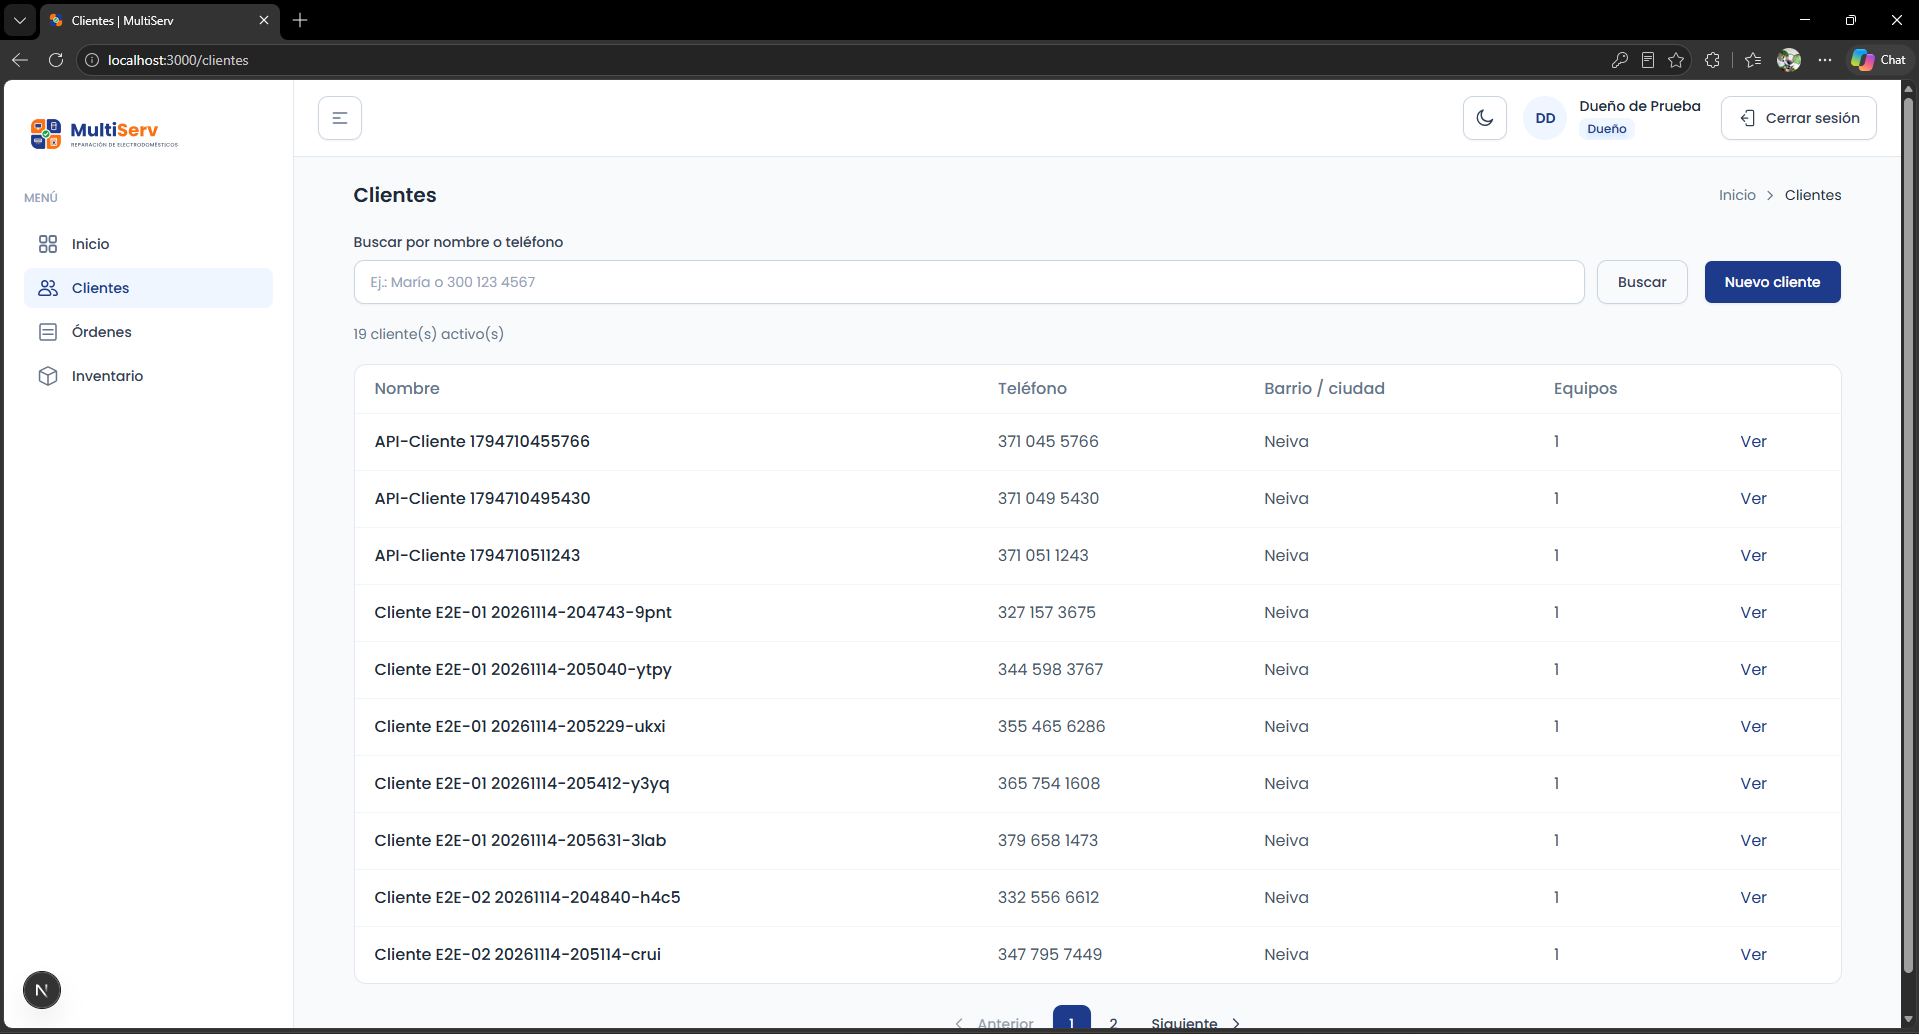 Clientes | MultiServ
localhost:3000/clientes
Chat
MultiServ
REPARACIÓN DE ELECTRODOMÉSTICOS
DD
Dueño de Prueba
Dueño
Cerrar sesión
MENÚ
Inicio
Clientes
Órdenes
Inventario
Clientes
Inicio > Clientes
Buscar por nombre o teléfono
Ej.: María o 300 123 4567
Buscar
Nuevo cliente
19 cliente(s) activo(s)
Nombre Teléfono Barrio / ciudad Equipos
API-Cliente 1794710455766 371 045 5766 Neiva 1 Ver
API-Cliente 1794710495430 371 049 5430 Neiva 1 Ver
API-Cliente 1794710511243 371 051 1243 Neiva 1 Ver
Cliente E2E-01 20261114-204743-9pnt 327 157 3675 Neiva 1 Ver
Cliente E2E-01 20261114-205040-ytpy 344 598 3767 Neiva 1 Ver
Cliente E2E-01 20261114-205229-ukxi 355 465 6286 Neiva 1 Ver
Cliente E2E-01 20261114-205412-y3yq 365 754 1608 Neiva 1 Ver
Cliente E2E-01 20261114-205631-3lab 379 658 1473 Neiva 1 Ver
Cliente E2E-02 20261114-204840-h4c5 332 556 6612 Neiva 1 Ver
Cliente E2E-02 20261114-205114-crui 347 795 7449 Neiva 1 Ver
N
Anterior 1 2 Siguiente